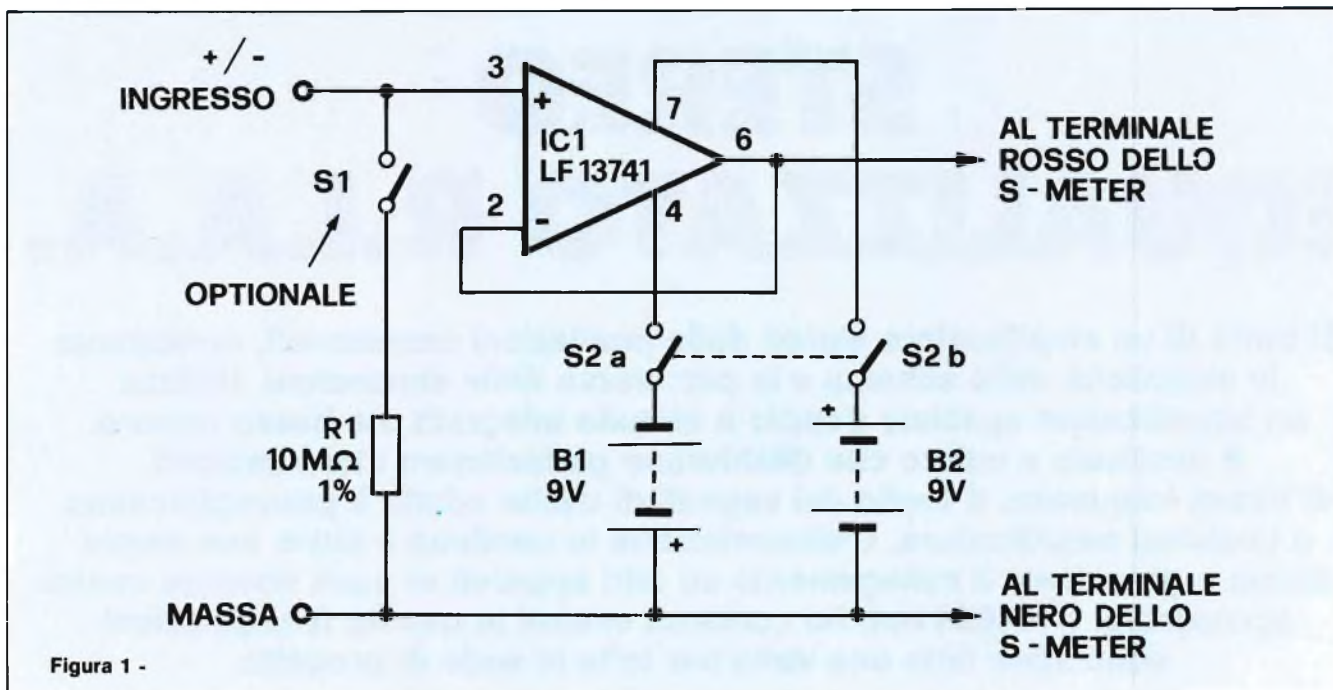 + / -
INGRESSO
S1
OPTIONALE
R1
10 MΩ
1%
MASSA
3
+
IC1
LF 13741
2
-
7
6
4
S2 a
S2 b
B1
9V
+
+
B2
9V
AL TERMINALE
ROSSO DELLO
S - METER
AL TERMINALE
NERO DELLO
S - METER
Figura 1 -